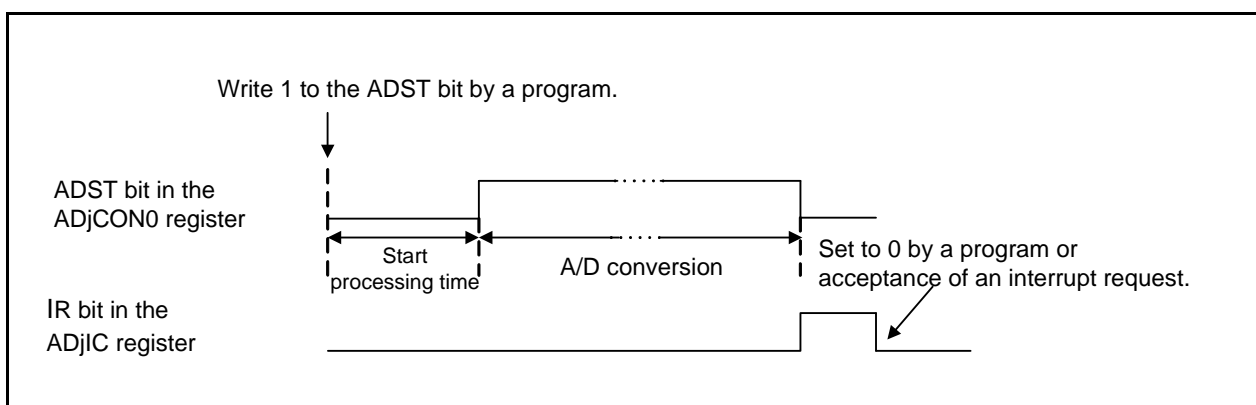 Write 1 to the ADST bit by a program.
ADST bit in the
ADjCON0 register
Start
processing time
A/D conversion
Set to 0 by a program or
acceptance of an interrupt request.
IR bit in the
ADjIC register